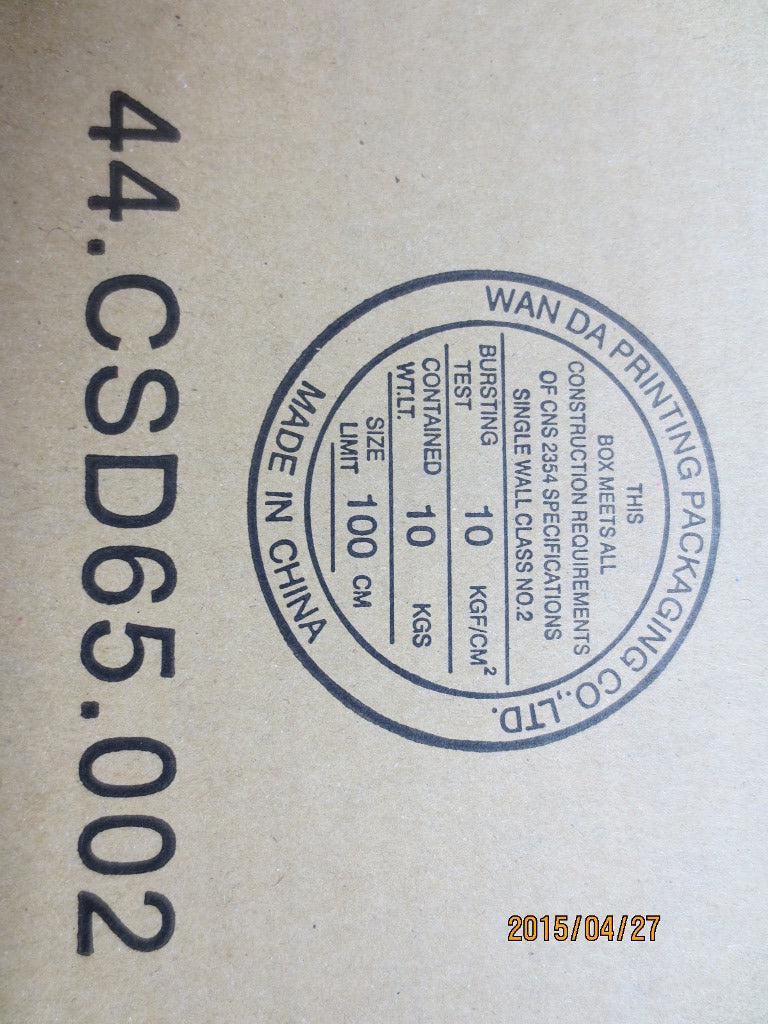 WAN DA PRINTING PACKAGING CO.,LTD.
THIS
BOX MEETS ALL
CONSTRUCTION REQUIREMENTS
OF CNS 2354 SPECIFICATIONS
SINGLE WALL CLASS NO.2
BURSTING
TEST 10 KGF/CM²
CONTAINED
WT.LT. 10 KGS
SIZE
LIMIT 100 CM
MADE IN CHINA
44.CSD65.002
2015/04/27